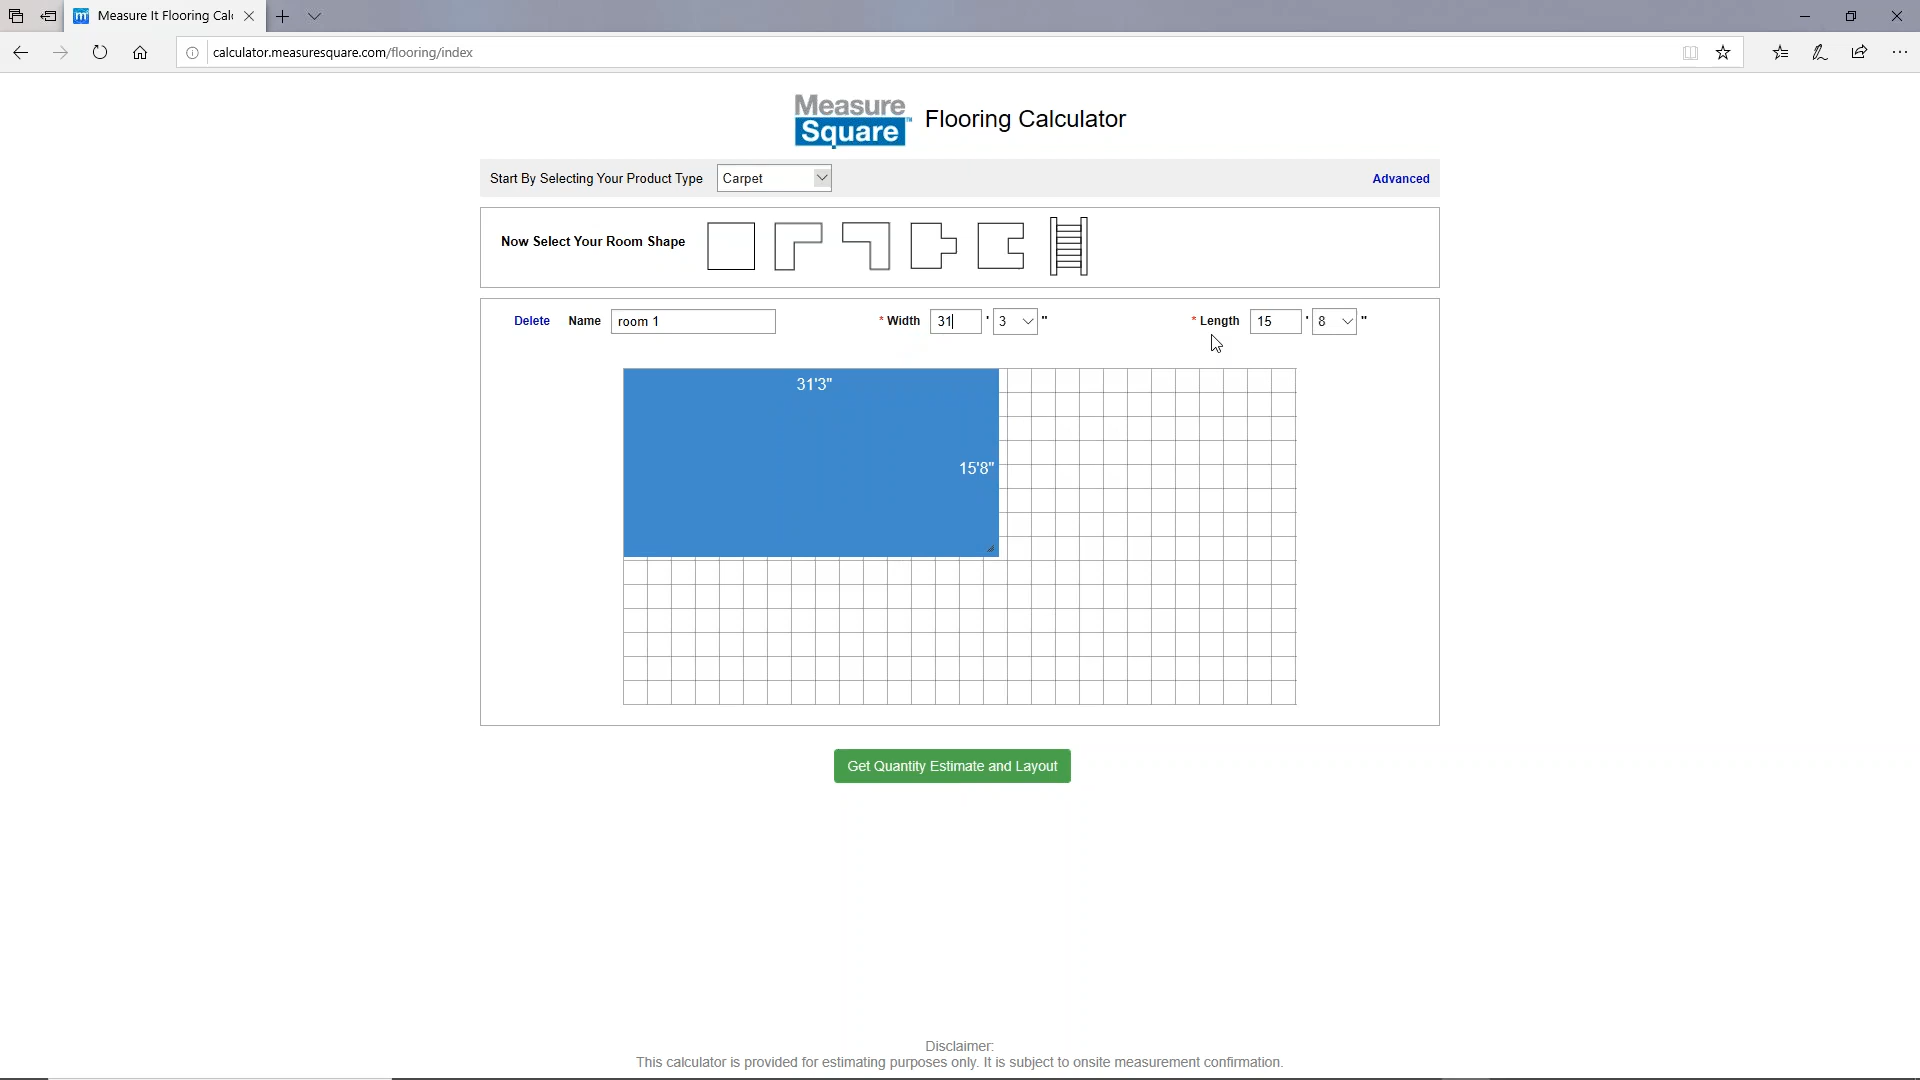 Measure It Flooring Calc
calculator.measuresquare.com/flooring/index
Measure
Square™
Flooring Calculator
Start By Selecting Your Product Type Carpet Advanced
Now Select Your Room Shape
Delete Name room 1 * Width 31 ' 3 " * Length 15 ' 8 "
31'3"
15'8"
Get Quantity Estimate and Layout
Disclaimer:
This calculator is provided for estimating purposes only. It is subject to onsite measurement confirmation.